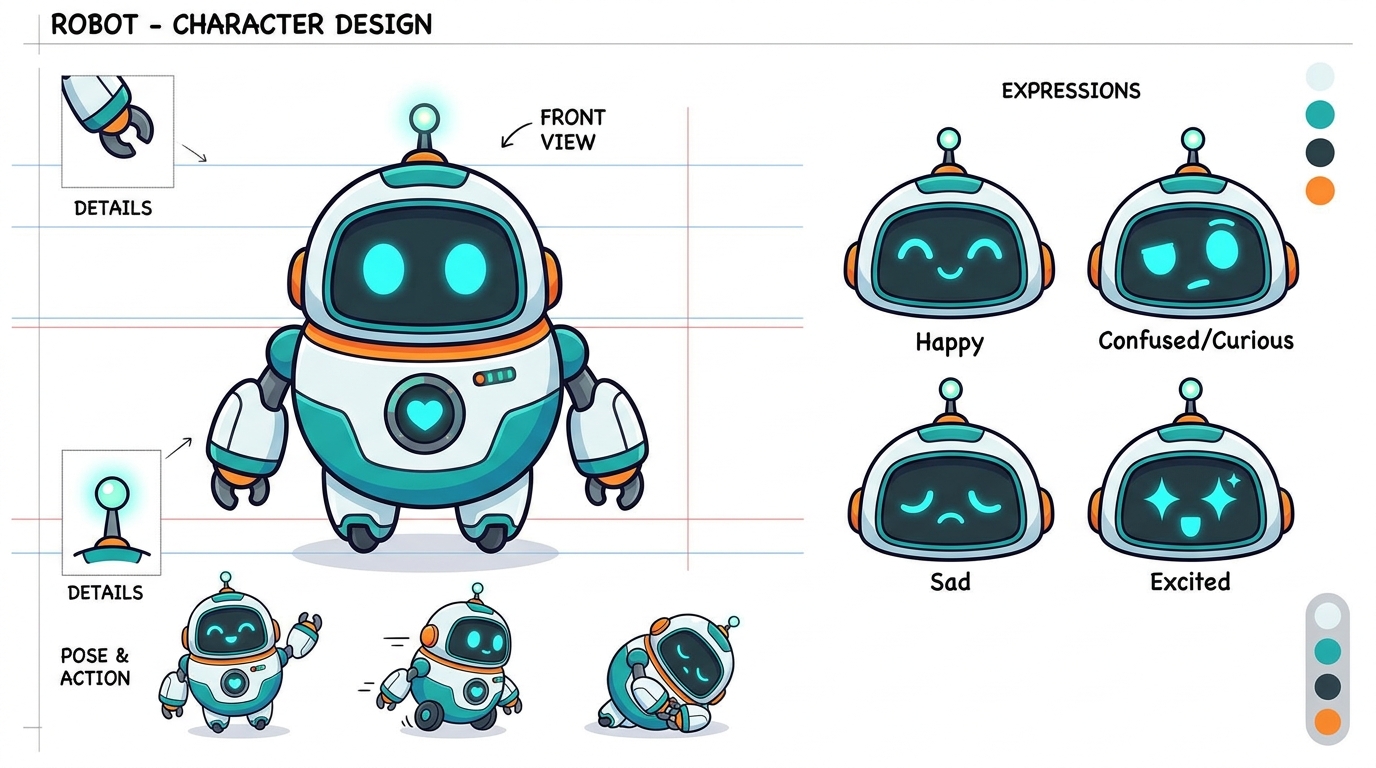 ROBOT - CHARACTER DESIGN
DETAILS
FRONT
VIEW
EXPRESSIONS
Happy
Confused/Curious
Sad
Excited
DETAILS
POSE &
ACTION